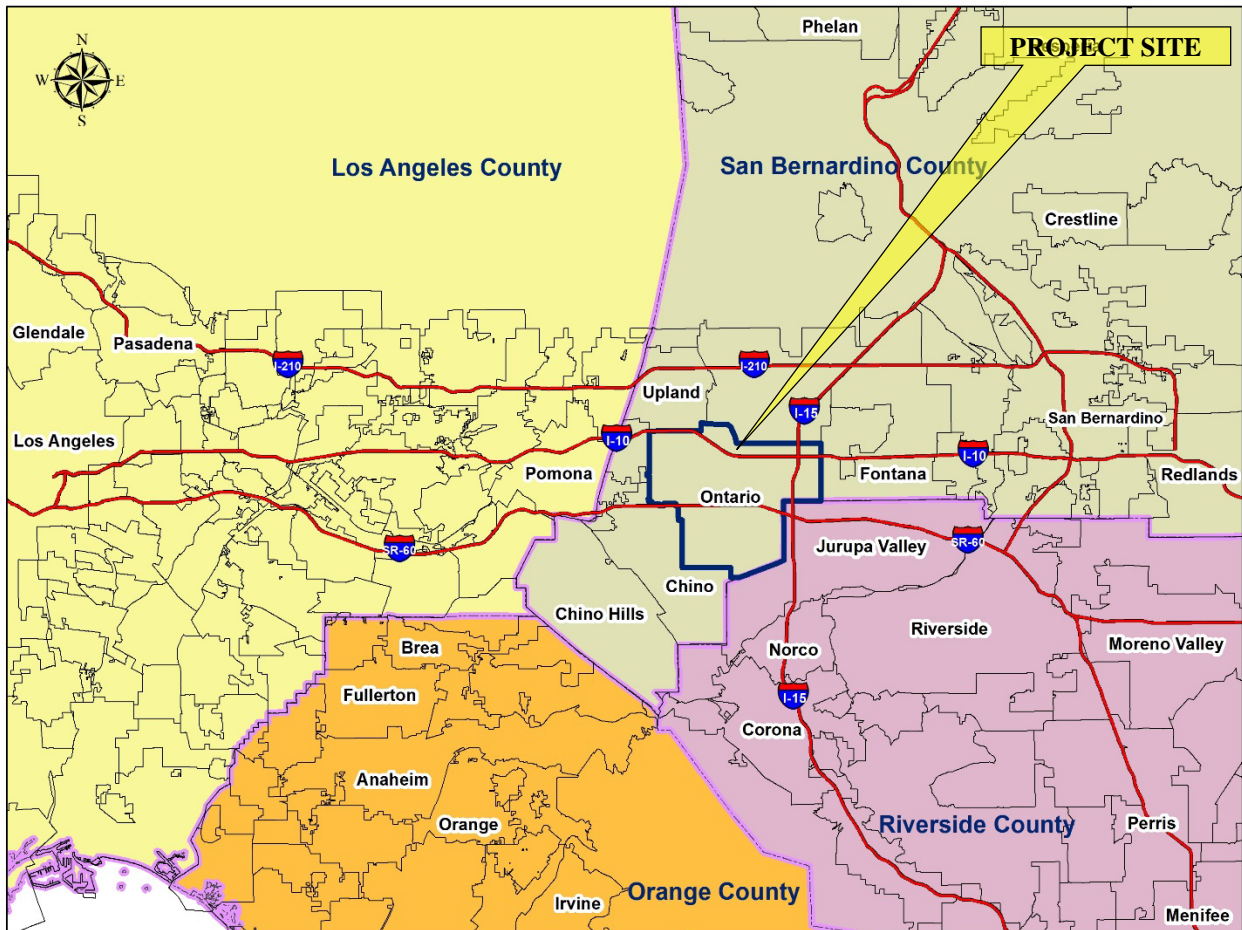 Phelan
Hesperia
PROJECT SITE
N
W E
S
Los Angeles County
San Bernardino County
Crestline
Glendale
Pasadena
I-210
I-210
Upland
I-15
San Bernardino
Los Angeles
I-10
Pomona
Fontana
I-10
Redlands
Ontario
SR-60
Jurupa Valley
SR-60
Chino
Chino Hills
Riverside
Moreno Valley
Brea
Norco
Fullerton
I-15
Corona
Anaheim
Orange
Riverside County
Perris
Orange County
Irvine
Menifee